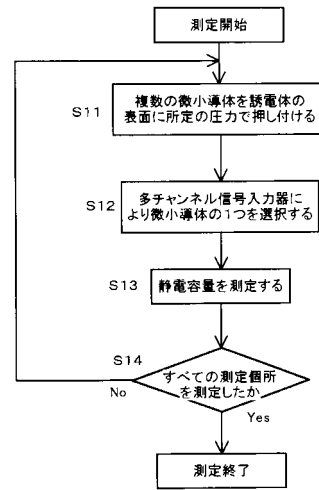 測定開始
S11
複数の微小導体を誘電体の
表面に所定の圧力で押し付ける
S12
多チャンネル信号入力器に
より微小導体の1つを選択する
S13
静電容量を測定する
S14
すべての測定個所
を測定したか
No
Yes
測定終了